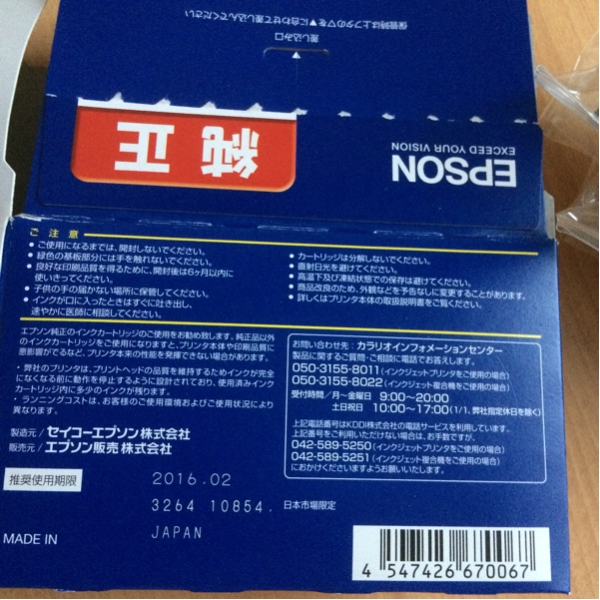 保管時は上フタの▽を▼に合わせて差し込んでください
差し込み口
純正
EPSON
EXCEED YOUR VISION
ご注意
● ご使用になるまでは、開封しないでください。
● 緑色の基板部分には手を触れないでください。
● 良好な印刷品質を得るために、開封後は6ヶ月以内に
使いきってください。
● 子供の手の届かない場所に保管してください。
● インクが口に入ったときはすぐに吐き出し、
速やかに医師に相談してください。
● カートリッジは分解しないでください。
● 直射日光を避けてください。
● 高温下及び凍結状態での保存は避けてください。
● 商品改良のため、外観などを予告なしに変更することがあります。
● 詳しくはプリンタ本体の取扱説明書をご覧ください。
エプソン純正のインクカートリッジのご使用をお勧め致します。純正品以外
のインクカートリッジをご使用になりますと、プリンタ本体や印刷品質に
悪影響がでるなど、プリンタ本来の性能を発揮できない場合があります。
・弊社のプリンタは、プリントヘッドの品質を維持するためインクが完全
になくなる前に動作を停止するように設計されており、使用済みインク
カートリッジ内に多少のインクが残ります。
・ランニングコストは、お客様のご使用環境およびご使用状況により
異なります。
製造元/セイコーエプソン株式会社
販売元/エプソン販売株式会社
お問い合わせ先:カラリオインフォメーションセンター
製品に関するご質問・ご相談に電話でお答えします。
050-3155-8011(インクジェットプリンタをご使用の場合)
050-3155-8022(インクジェット複合機をご使用の場合)
受付時間/月~金曜日 9:00~20:00
土日祝日 10:00~17:00(1/1、弊社指定休日を除く)
上記電話番号はKDDI株式会社の電話サービスを利用しています。
上記番号をご利用いただけない場合は、お手数ですが、
042-589-5250(インクジェットプリンタをご使用の場合)
042-589-5251(インクジェット複合機をご使用の場合)
におかけくださいますようお願いいたします。
推奨使用期限
2016.02
3264 10854.
日本市場限定
MADE IN
JAPAN
4 547426 670067